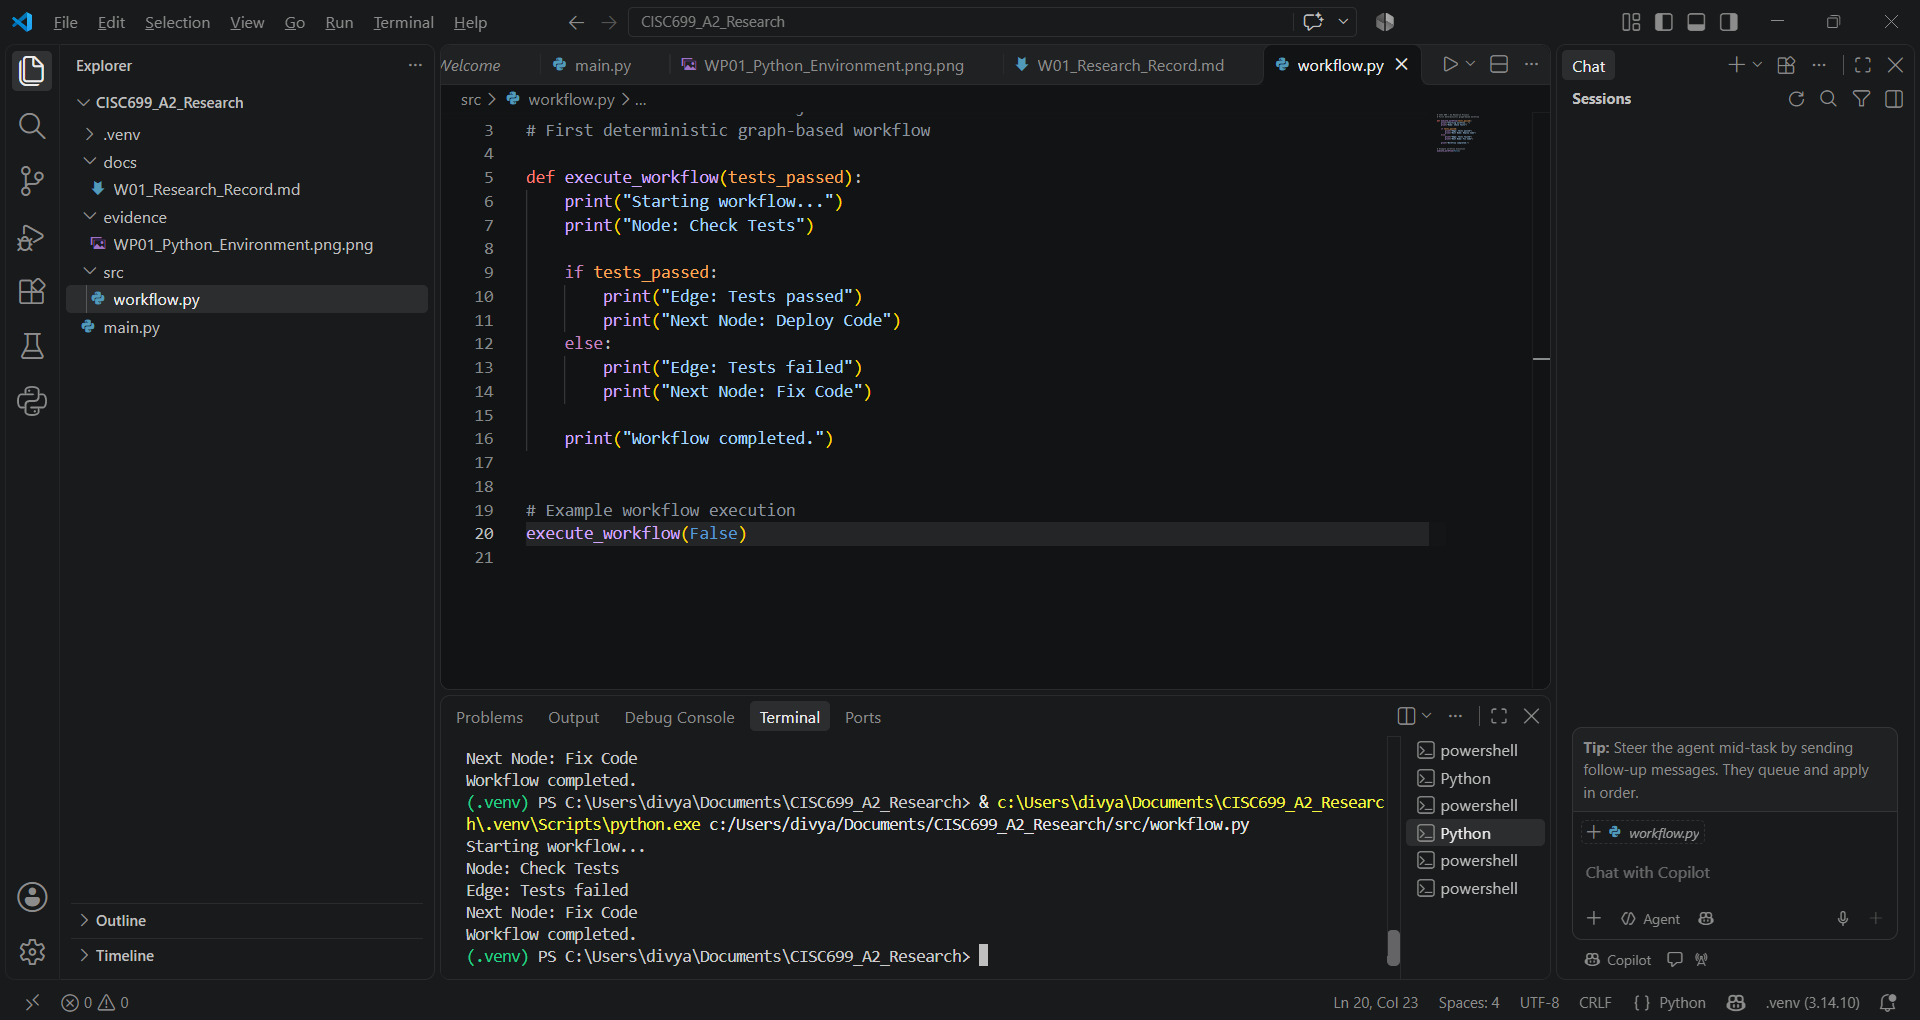 File Edit Selection View Go Run Terminal Help
CISC699_A2_Research
Explorer
CISC699_A2_Research
.venv
docs
W01_Research_Record.md
evidence
WP01_Python_Environment.png.png
src
workflow.py
main.py
Outline
Timeline
Welcome main.py WP01_Python_Environment.png.png W01_Research_Record.md workflow.py
src > workflow.py > ...
3 # First deterministic graph-based workflow
4
5 def execute_workflow(tests_passed):
6 print("Starting workflow...")
7 print("Node: Check Tests")
8
9 if tests_passed:
10 print("Edge: Tests passed")
11 print("Next Node: Deploy Code")
12 else:
13 print("Edge: Tests failed")
14 print("Next Node: Fix Code")
15
16 print("Workflow completed.")
17
18
19 # Example workflow execution
20 execute_workflow(False)
21
Problems Output Debug Console Terminal Ports
Next Node: Fix Code
Workflow completed.
(.venv) PS C:\Users\divya\Documents\CISC699_A2_Research> & c:\Users\divya\Documents\CISC699_A2_Researc
h\.venv\Scripts\python.exe c:/Users/divya/Documents/CISC699_A2_Research/src/workflow.py
Starting workflow...
Node: Check Tests
Edge: Tests failed
Next Node: Fix Code
Workflow completed.
(.venv) PS C:\Users\divya\Documents\CISC699_A2_Research>
powershell
Python
powershell
Python
powershell
powershell
Chat
Sessions
Tip: Steer the agent mid-task by sending
follow-up messages. They queue and apply
in order.
workflow.py
Chat with Copilot
Agent
Copilot
0 0
Ln 20, Col 23 Spaces: 4 UTF-8 CRLF { } Python .venv (3.14.10)